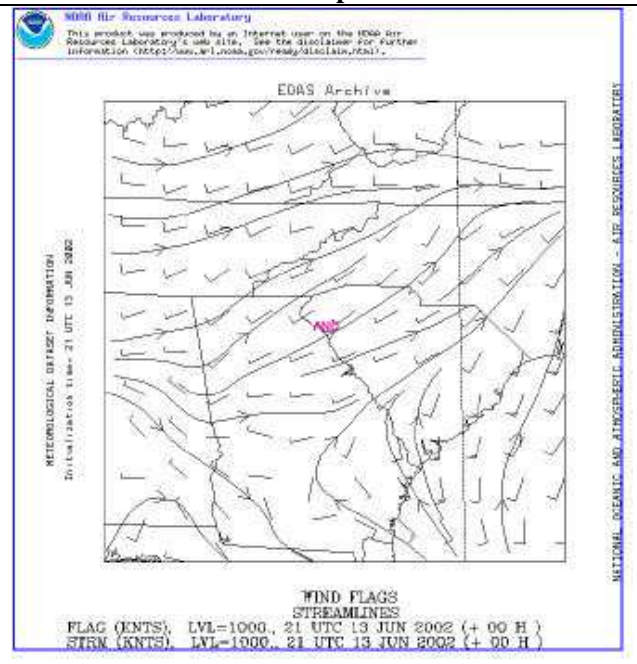 NOAA Air Resources Laboratory
This product was produced by an Internet user on the NOAA Air
Resources Laboratory's web site. See the disclaimer for further
information (http://www.arl.noaa.gov/ready/disclaim.html).
EDAS Archive
METEOROLOGICAL DATASET INFORMATION
Initialization time: 21 UTC 13 JUN 2002
AND
NATIONAL OCEANIC AND ATMOSPHERIC ADMINISTRATION - AIR RESOURCES LABORATORY
WIND FLAGS
STREAMLINES
FLAG (KNTS), LVL=1000., 21 UTC 13 JUN 2002 (+ 00 H )
STRM (KNTS), LVL=1000., 21 UTC 13 JUN 2002 (+ 00 H )